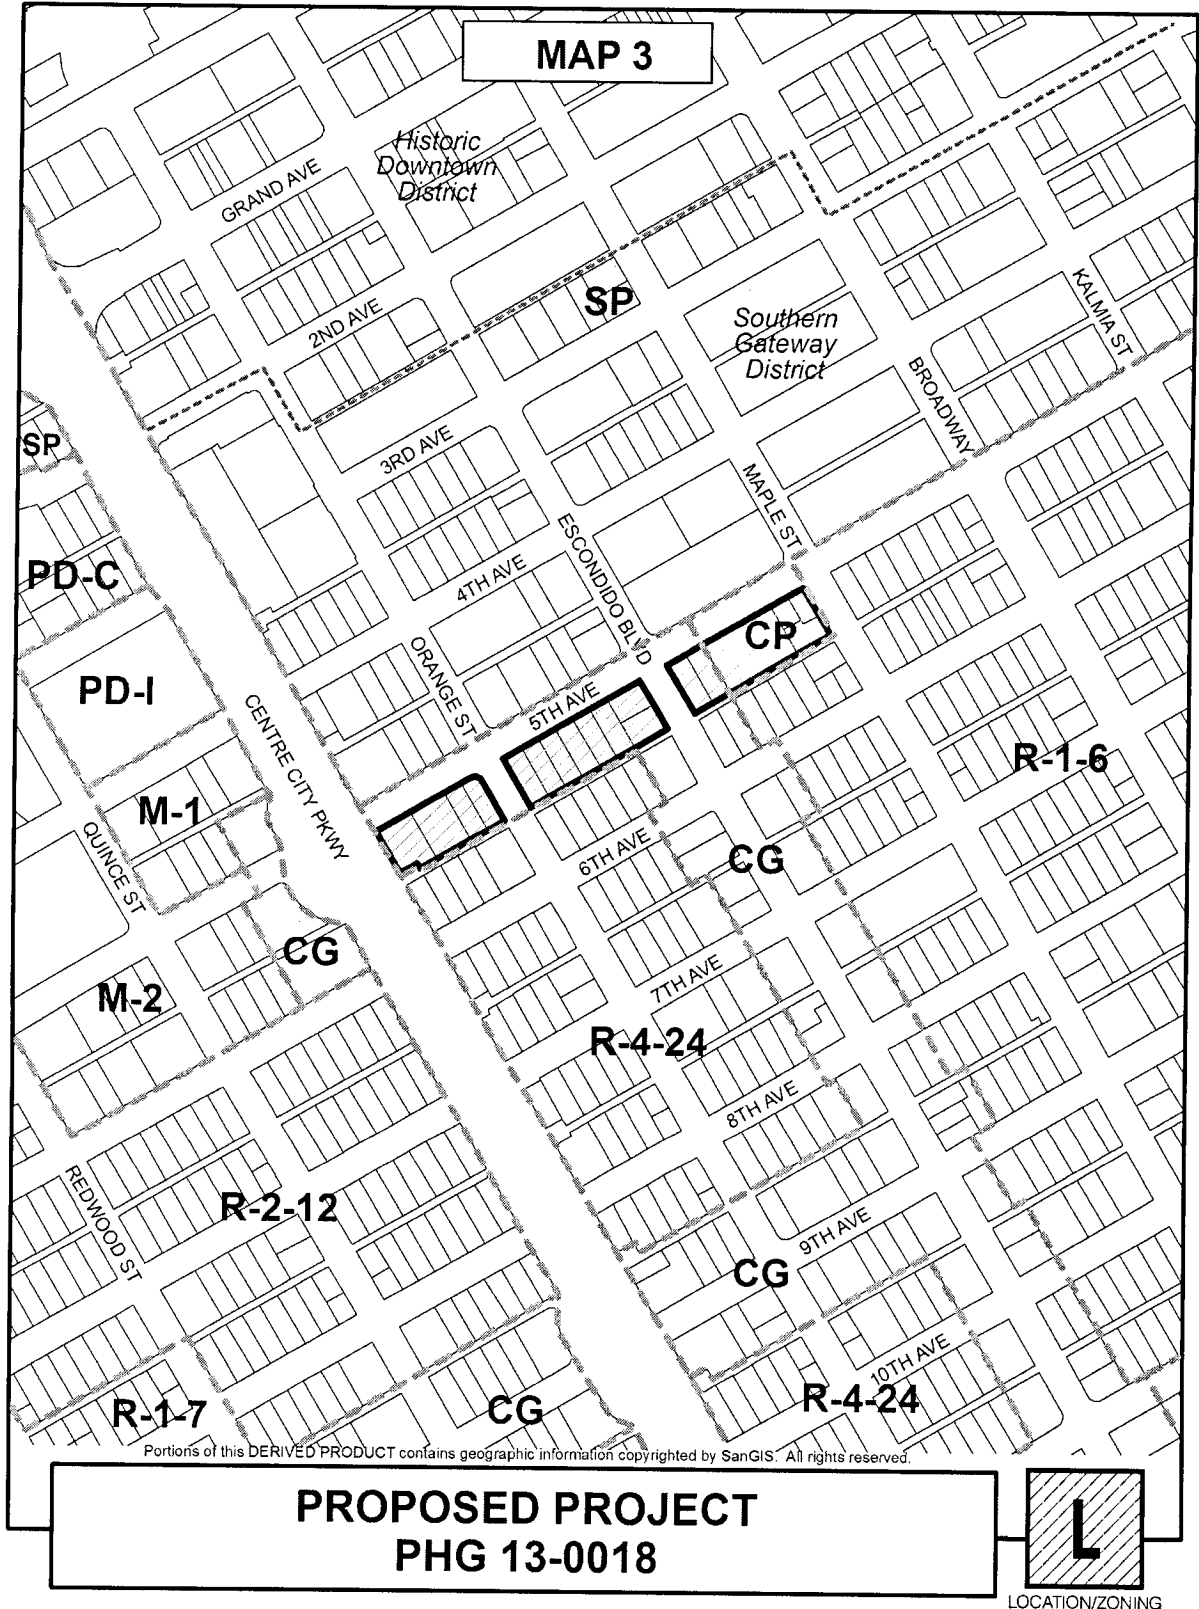 MAP 3
Historic
Downtown
District
GRAND AVE
2ND AVE
SP
Southern
Gateway
District
KALMIA ST
BROADWAY
SP
3RD AVE
MAPLE ST
ESCONDIDO BLVD
4TH AVE
PD-C
ORANGE ST
CP
PD-I
5TH AVE
CENTRE CITY PKWY
R-1-6
M-1
QUINCE ST
6TH AVE
CG
CG
7TH AVE
M-2
R-4-24
8TH AVE
REDWOOD ST
R-2-12
9TH AVE
CG
10TH AVE
R-4-24
R-1-7
CG
Portions of this DERIVED PRODUCT contains geographic information copyrighted by SanGIS. All rights reserved.
PROPOSED PROJECT
PHG 13-0018
L
LOCATION/ZONING